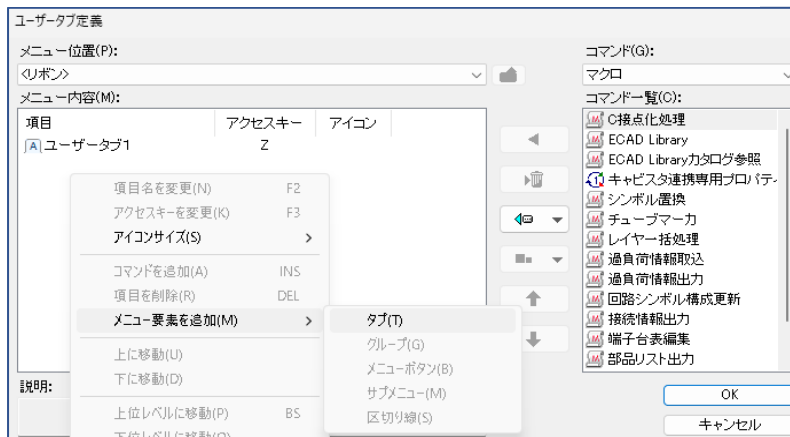 ユーザータブ定義
メニュー位置(P):
<リボン>
メニュー内容(M):
項目 アクセスキー アイコン
ユーザータブ1 Z
項目名を変更(N) F2
アクセスキーを変更(K) F3
アイコンサイズ(S)
コマンドを追加(A) INS
項目を削除(R) DEL
メニュー要素を追加(M)
上に移動(U)
下に移動(D)
上位レベルに移動(P) BS
下位レベルに移動(Q)
タブ(T)
グループ(G)
メニューボタン(B)
サブメニュー(M)
区切り線(S)
説明:
コマンド(G):
マクロ
コマンド一覧(C):
C接点化処理
ECAD Library
ECAD Libraryカタログ参照
キャビスタ連携専用プロパティ
シンボル置換
チューブマーカ
レイヤ一括処理
過負荷情報取込
過負荷情報出力
回路シンボル構成更新
接続情報出力
端子台表編集
部品リスト出力
OK
キャンセル